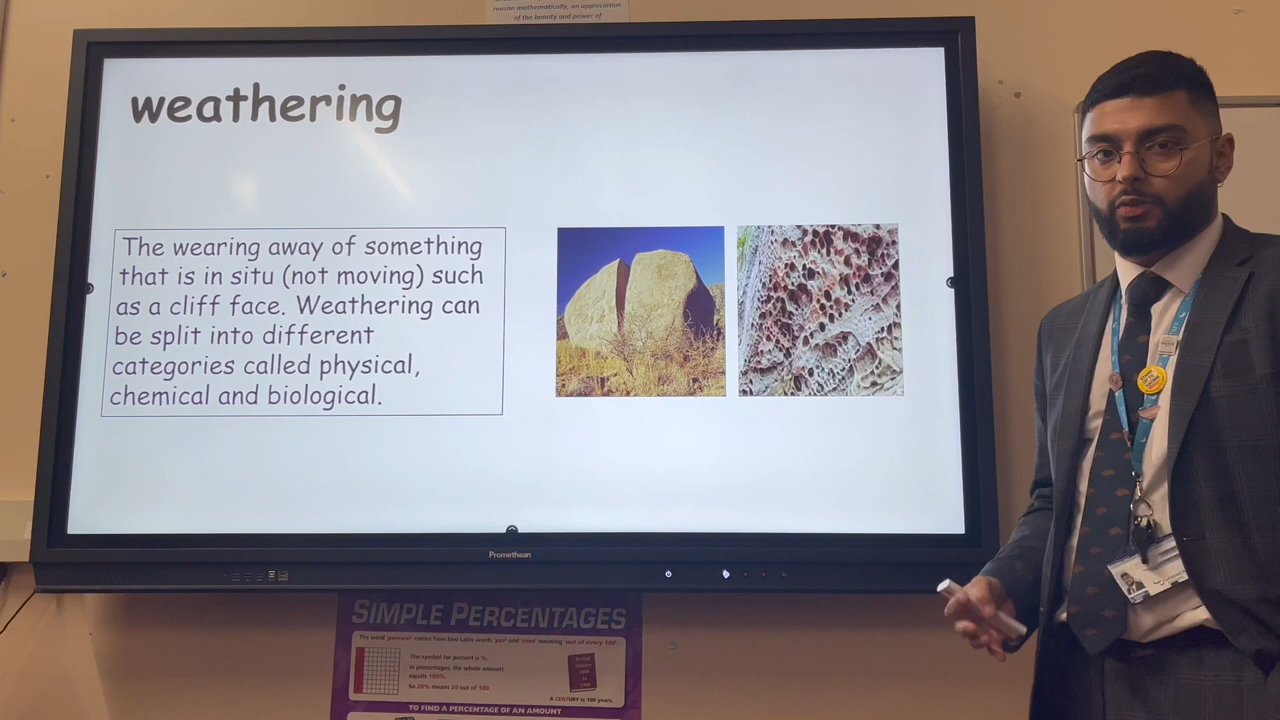 reason mathematically, an appreciation
of the beauty and power of
weathering
The wearing away of something
that is in situ (not moving) such
as a cliff face. Weathering can
be split into different
categories called physical,
chemical and biological.
Promethean
SIMPLE PERCENTAGES
The word 'percent' comes from two Latin words 'per' and 'cent' meaning 'out of every 100'
The symbol for percent is %.
In percentages, the whole amount
equals 100%.
So 20% means 20 out of 100.
A CENTURY is 100 years.
TO FIND A PERCENTAGE OF AN AMOUNT